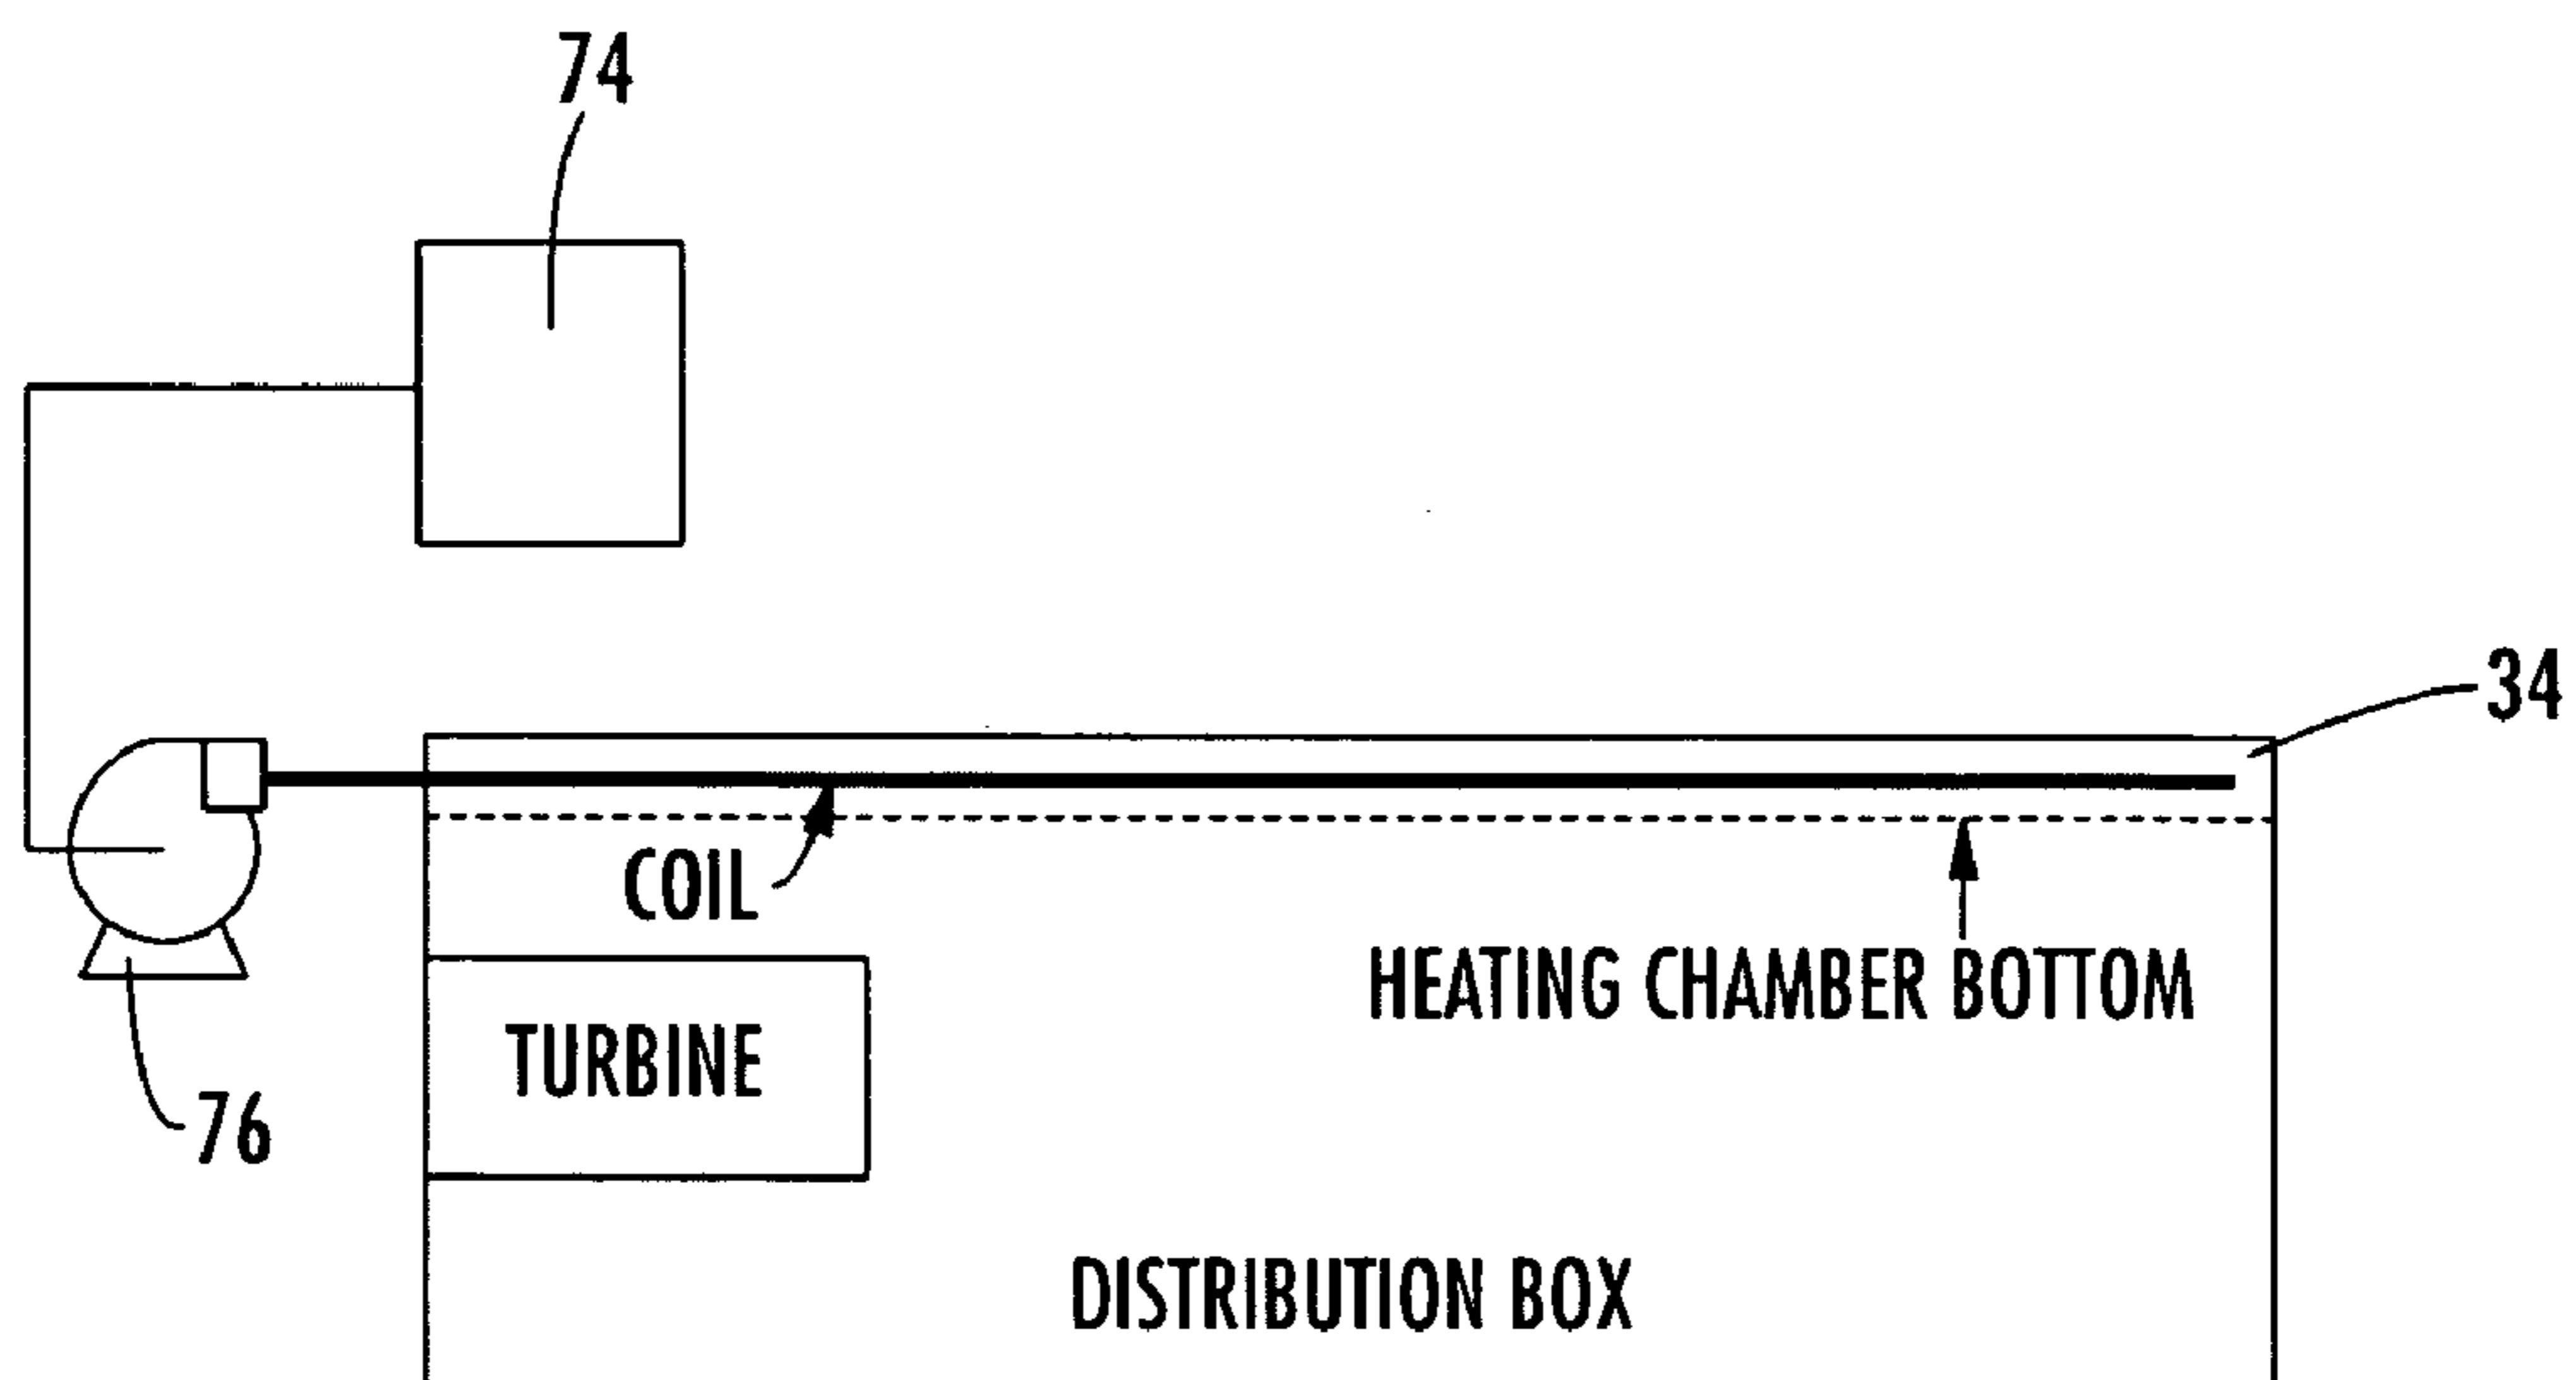 74
34
COIL
HEATING CHAMBER BOTTOM
TURBINE
76
DISTRIBUTION BOX